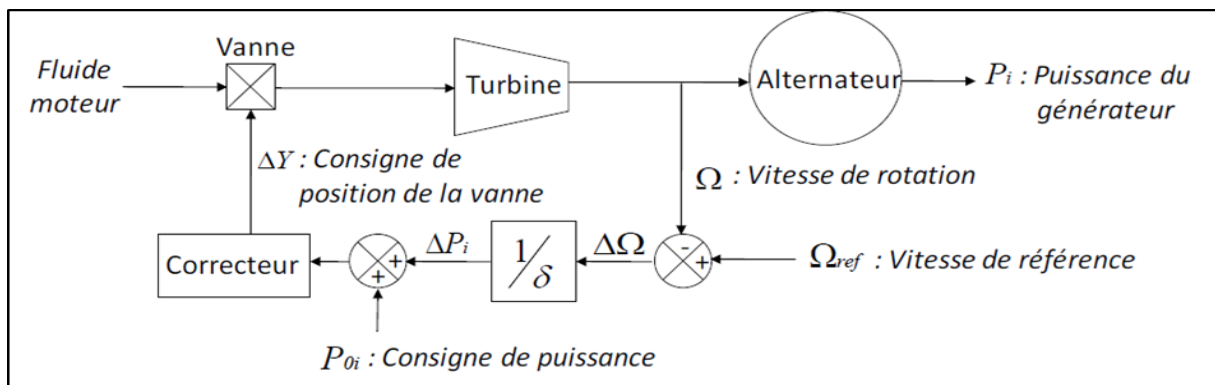 Vanne
Fluide
moteur
Turbine
Alternateur
Pi : Puissance du
générateur
ΔY : Consigne de
position de la vanne
Ω : Vitesse de rotation
Correcteur
+
+
ΔPi
1/δ
ΔΩ
-
+
Ωref : Vitesse de référence
P0i : Consigne de puissance